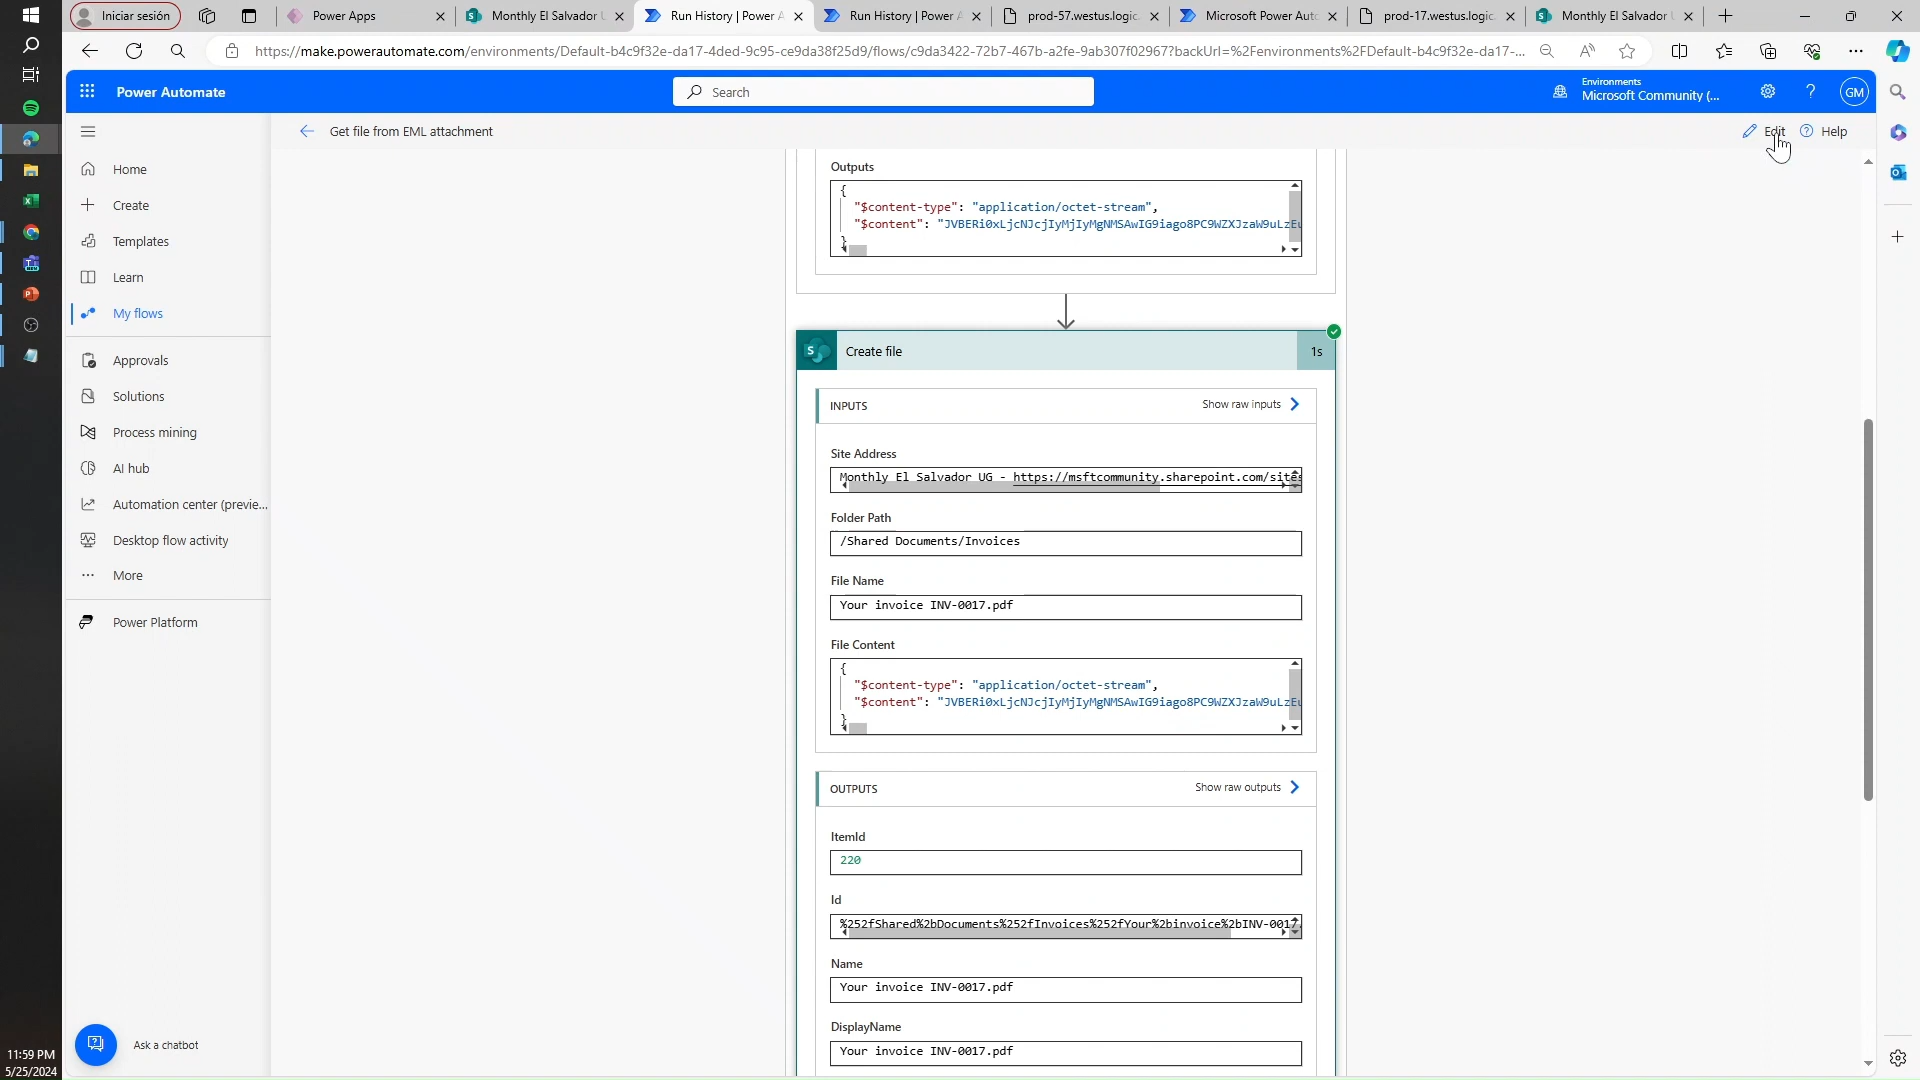 Iniciar sesión
Power Apps
Monthly El Salvador U
Run History | Power A
Run History | Power A
prod-57.westus.logic.
Microsoft Power Auto
prod-17.westus.logic.
Monthly El Salvador U
https://make.powerautomate.com/environments/Default-b4c9f32e-da17-4ded-9c95-ce9da38f25d9/flows/c9da3422-72b7-467b-a2fe-9ab307f02967?backUrl=%2Fenvironments%2FDefault-b4c9f32e-da17-...
Power Automate
Search
Environments
Microsoft Community (...
GM
Get file from EML attachment
Edit
Help
Home
Create
Templates
Learn
My flows
Approvals
Solutions
Process mining
AI hub
Automation center (previe...
Desktop flow activity
More
Power Platform
Ask a chatbot
Outputs
{
"$content-type": "application/octet-stream",
"$content": "JVBERi0xLjcNJcjIyMjIyMgNMSAwIG9iago8PC9WZXJzaW9uLzEu
}
Create file
1s
INPUTS
Show raw inputs
Site Address
Monthly El Salvador UG - https://msftcommunity.sharepoint.com/sites
Folder Path
/Shared Documents/Invoices
File Name
Your invoice INV-0017.pdf
File Content
{
"$content-type": "application/octet-stream",
"$content": "JVBERi0xLjcNJcjIyMjIyMgNMSAwIG9iago8PC9WZXJzaW9uLzEu
}
OUTPUTS
Show raw outputs
ItemId
220
Id
%252fShared%2bDocuments%252fInvoices%252fYour%2binvoice%2bINV-0017.
Name
Your invoice INV-0017.pdf
DisplayName
Your invoice INV-0017.pdf
11:59 PM
5/25/2024